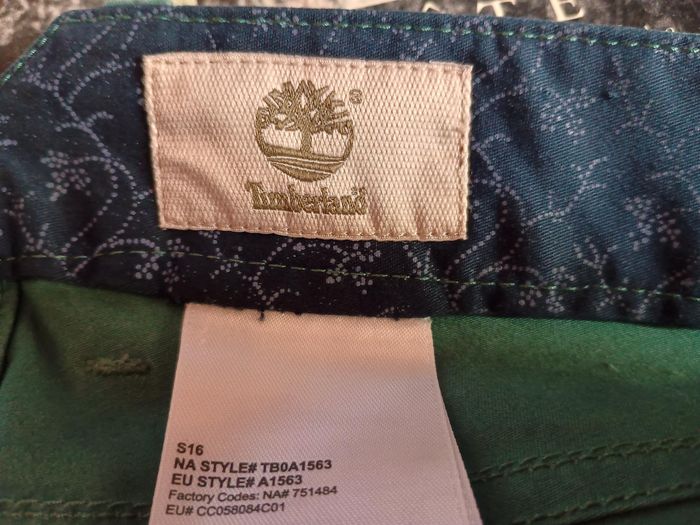 ®
Timberland
S16
NA STYLE# TB0A1563
EU STYLE# A1563
Factory Codes: NA# 751484
EU# CC058084C01